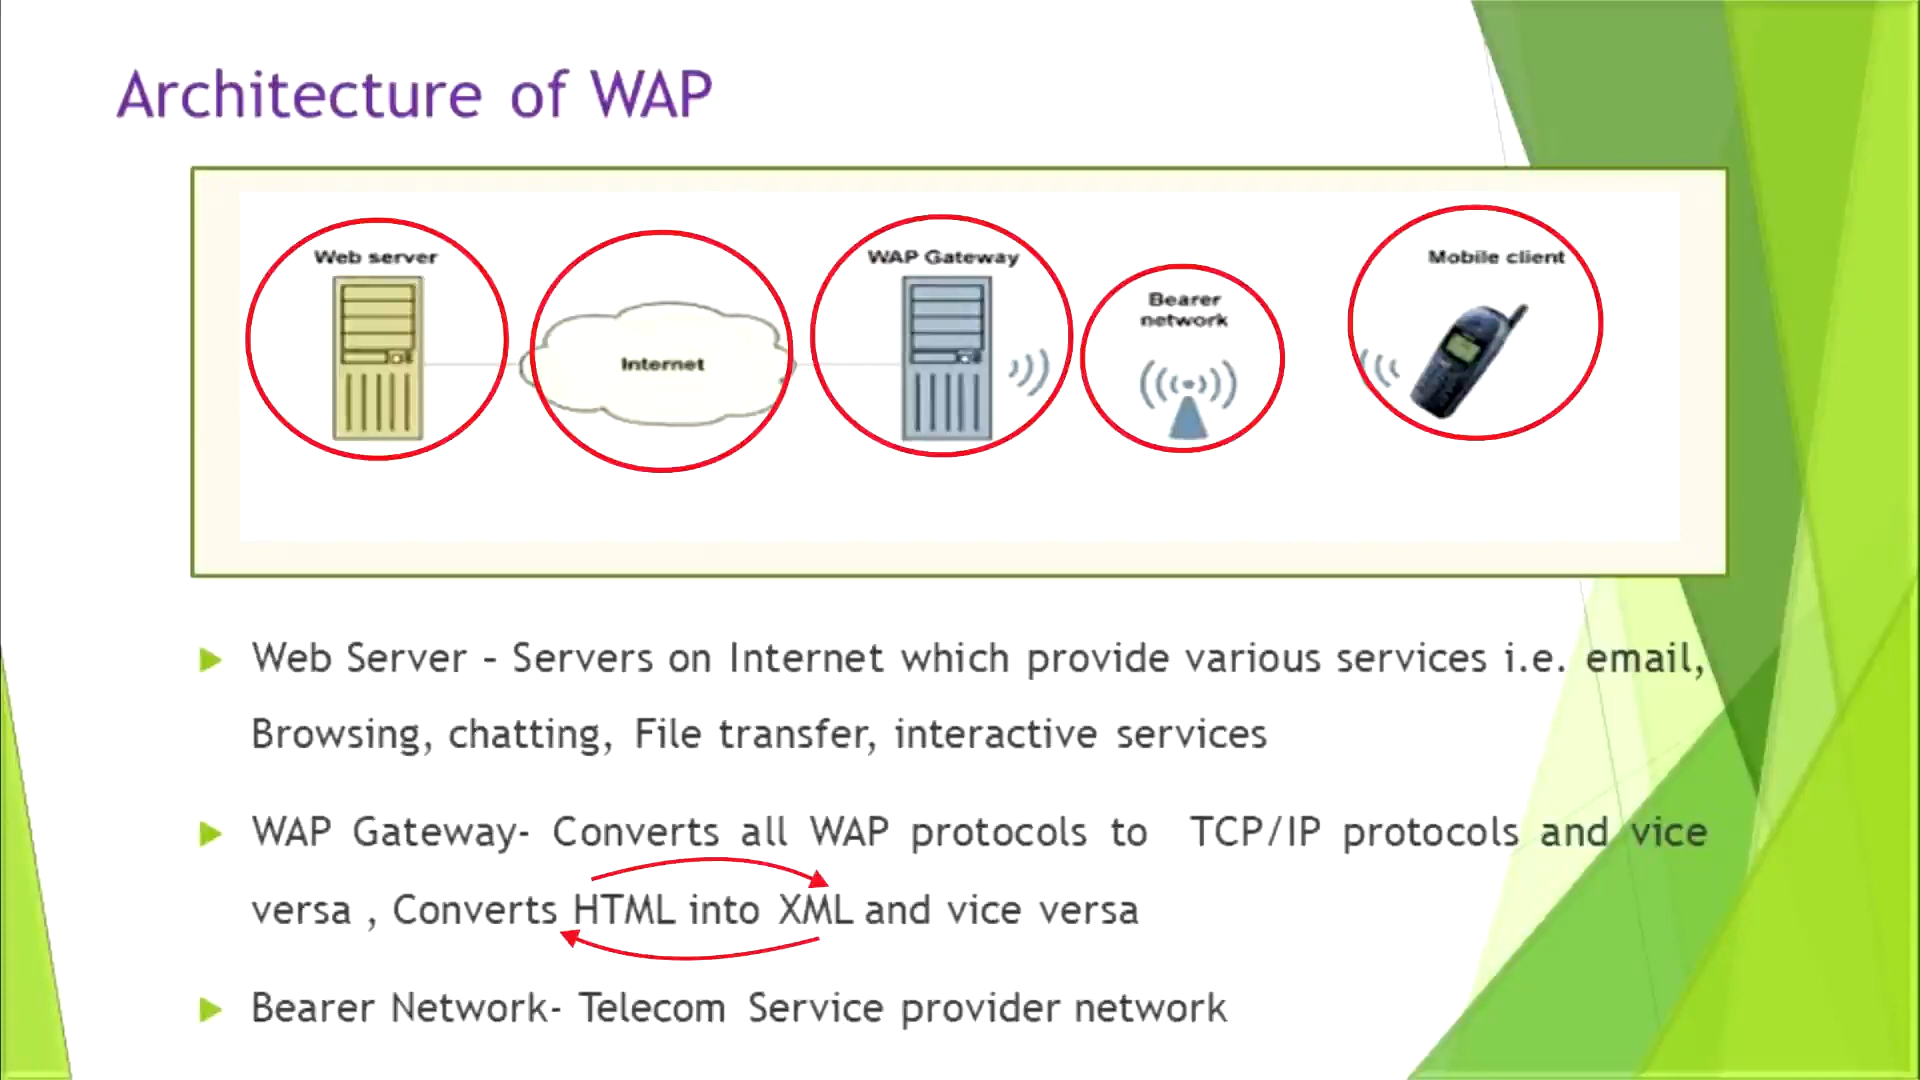 Architecture of WAP
Web server
Internet
WAP Gateway
Bearer
network
Mobile client
Web Server – Servers on Internet which provide various services i.e. email,
Browsing, chatting, File transfer, interactive services
WAP Gateway- Converts all WAP protocols to TCP/IP protocols and vice
versa , Converts HTML into XML and vice versa
Bearer Network- Telecom Service provider network